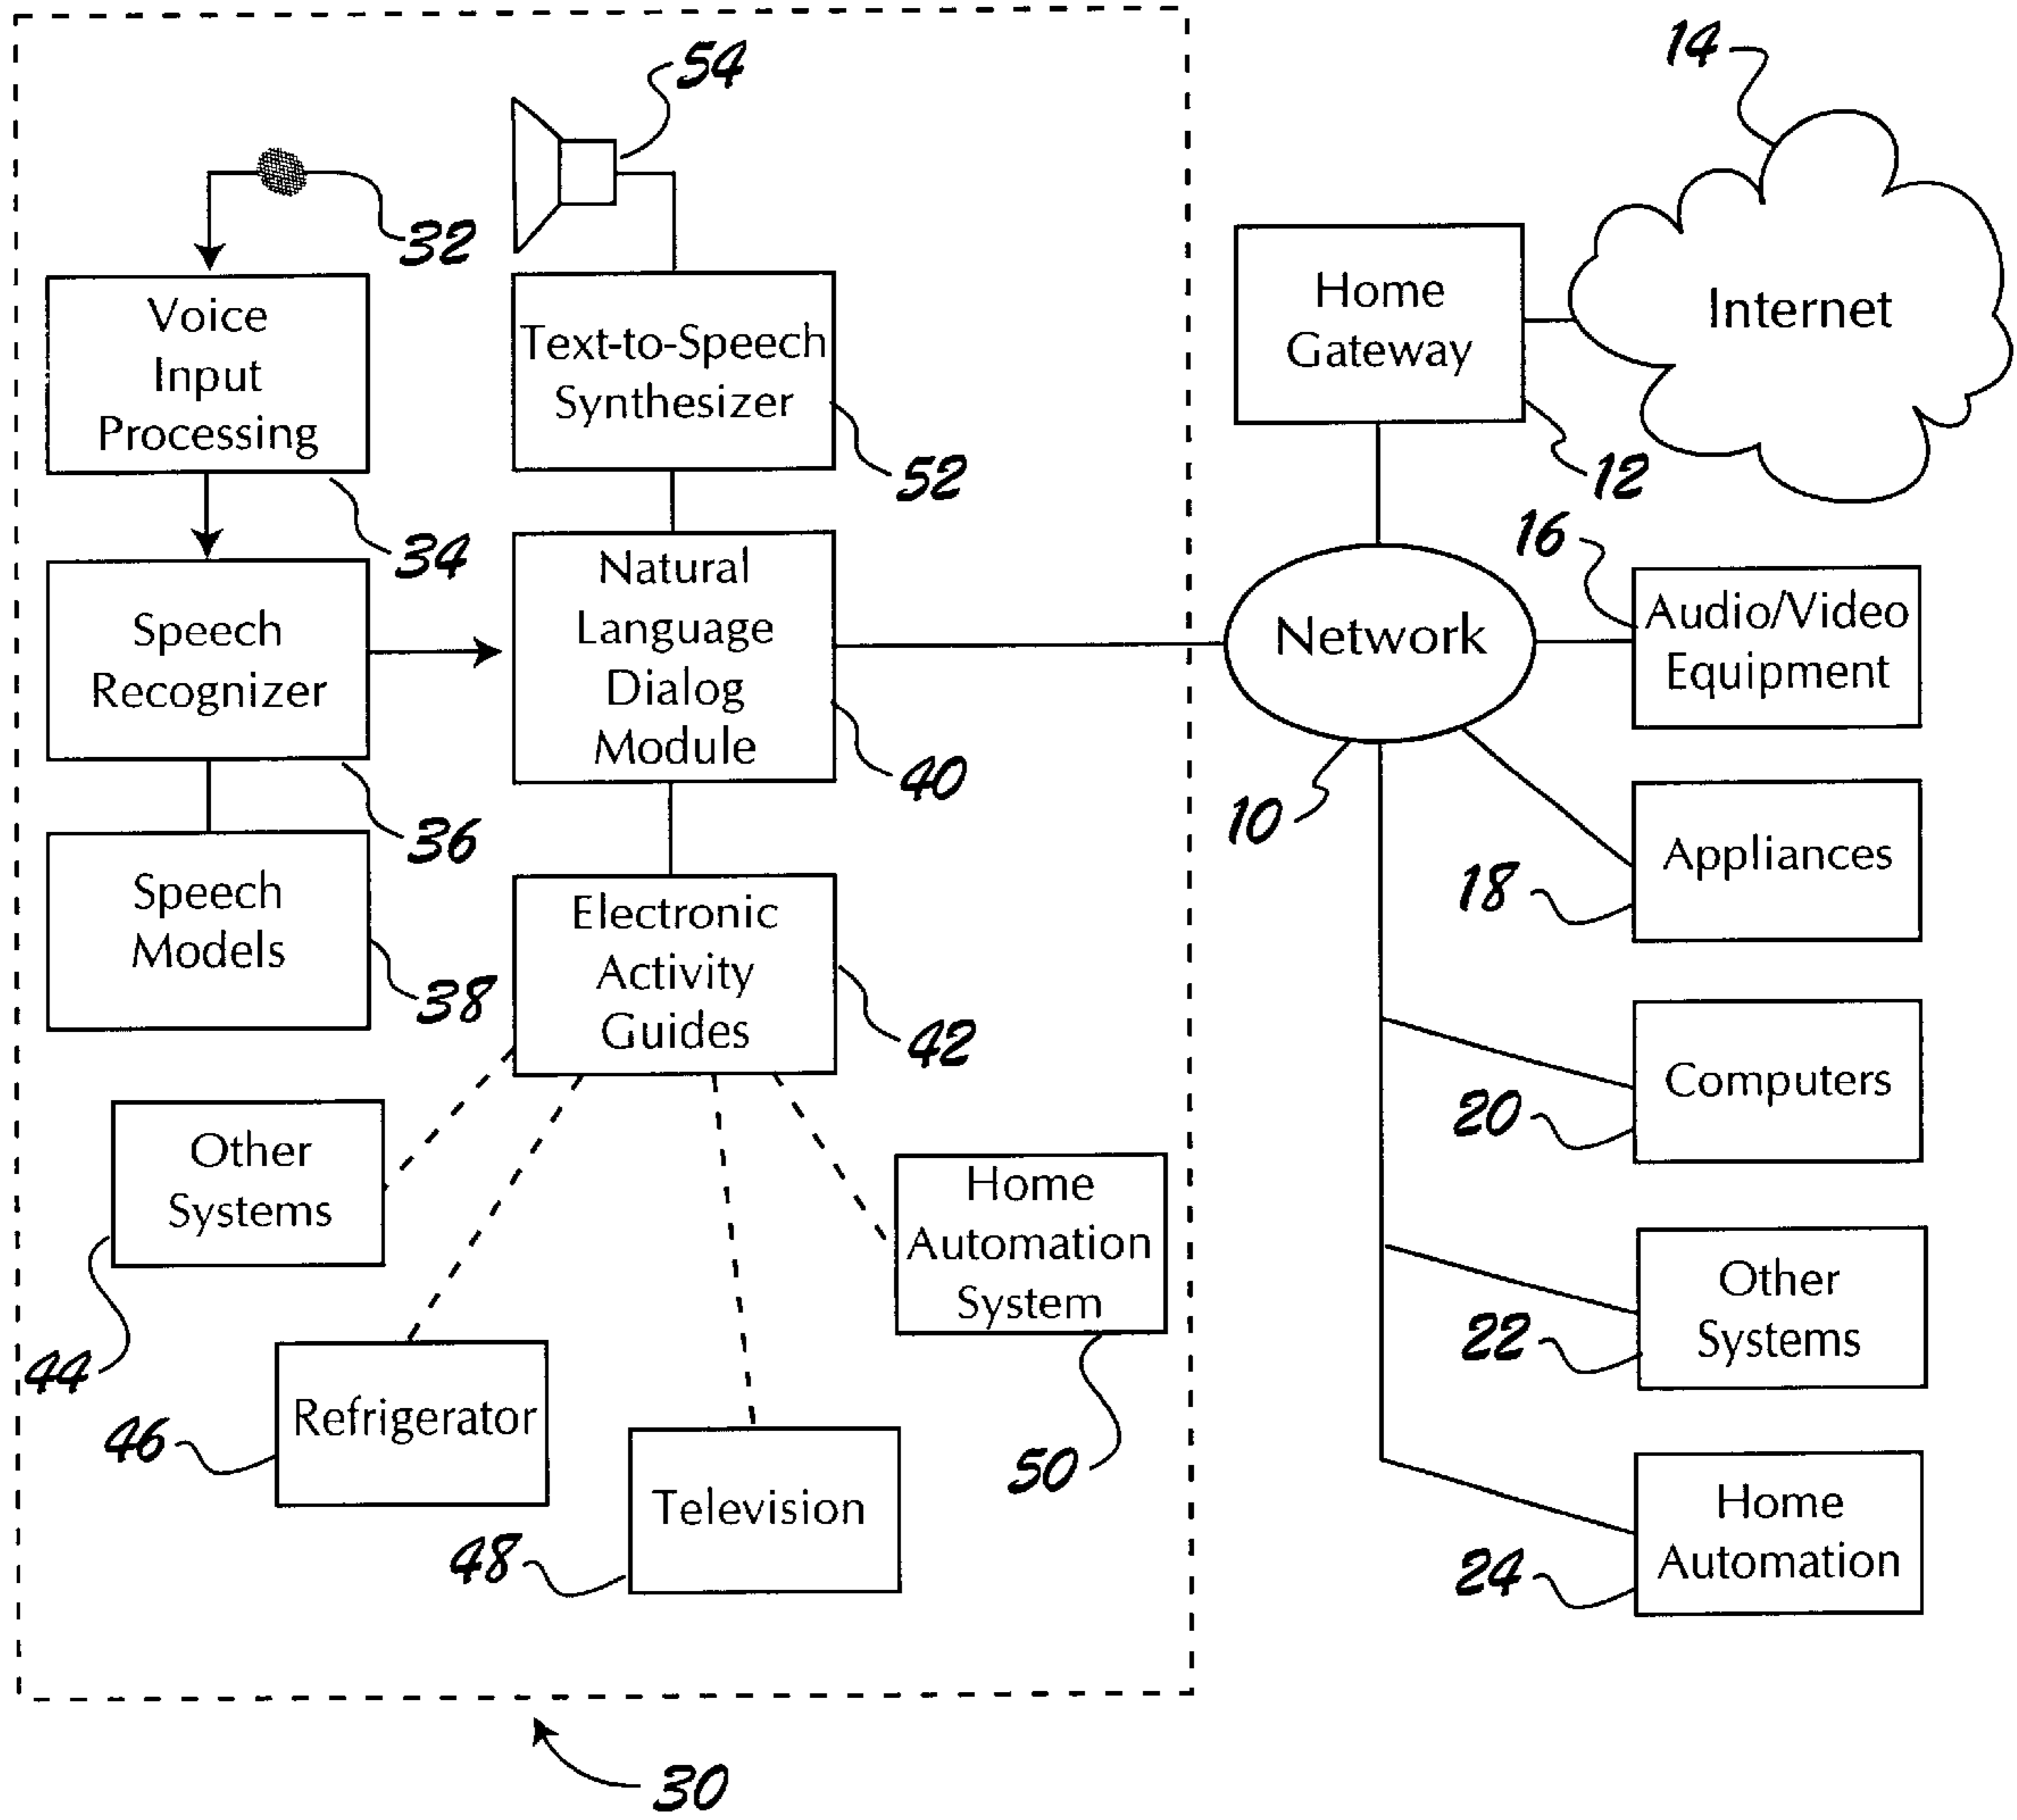 54
14
32
Voice
Input
Processing
34
Text-to-Speech
Synthesizer
52
Home
Gateway
12
Internet
Speech
Recognizer
36
Natural
Language
Dialog
Module
40
Network
10
16
Audio/Video
Equipment
Speech
Models
38
Electronic
Activity
Guides
42
18
Appliances
20
Computers
Other
Systems
44
Home
Automation
System
50
22
Other
Systems
46
Refrigerator
48
Television
24
Home
Automation
30